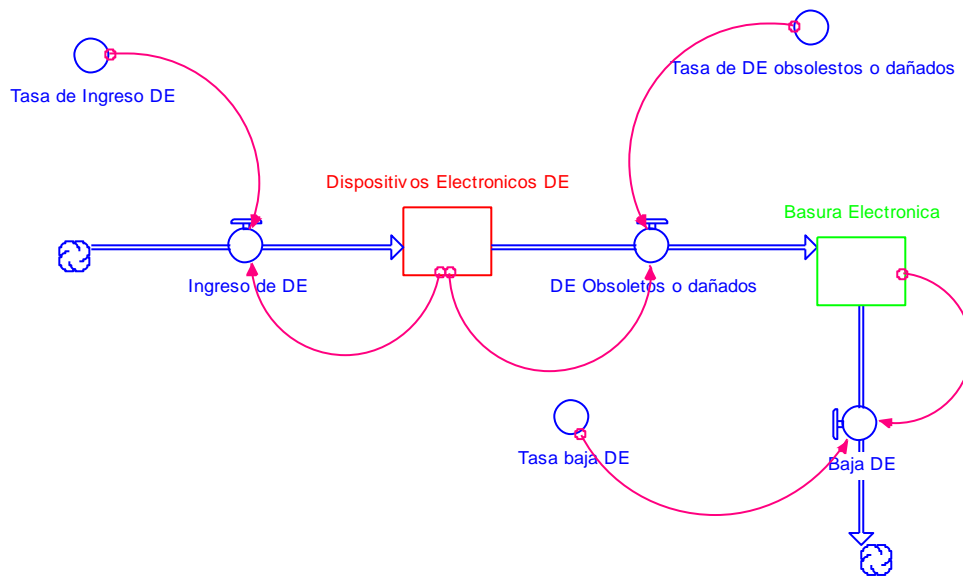 Tasa de Ingreso DE
Tasa de DE obsolestos o dañados
Dispositivos Electronicos DE
Basura Electronica
Ingreso de DE
DE Obsoletos o dañados
Tasa baja DE
Baja DE